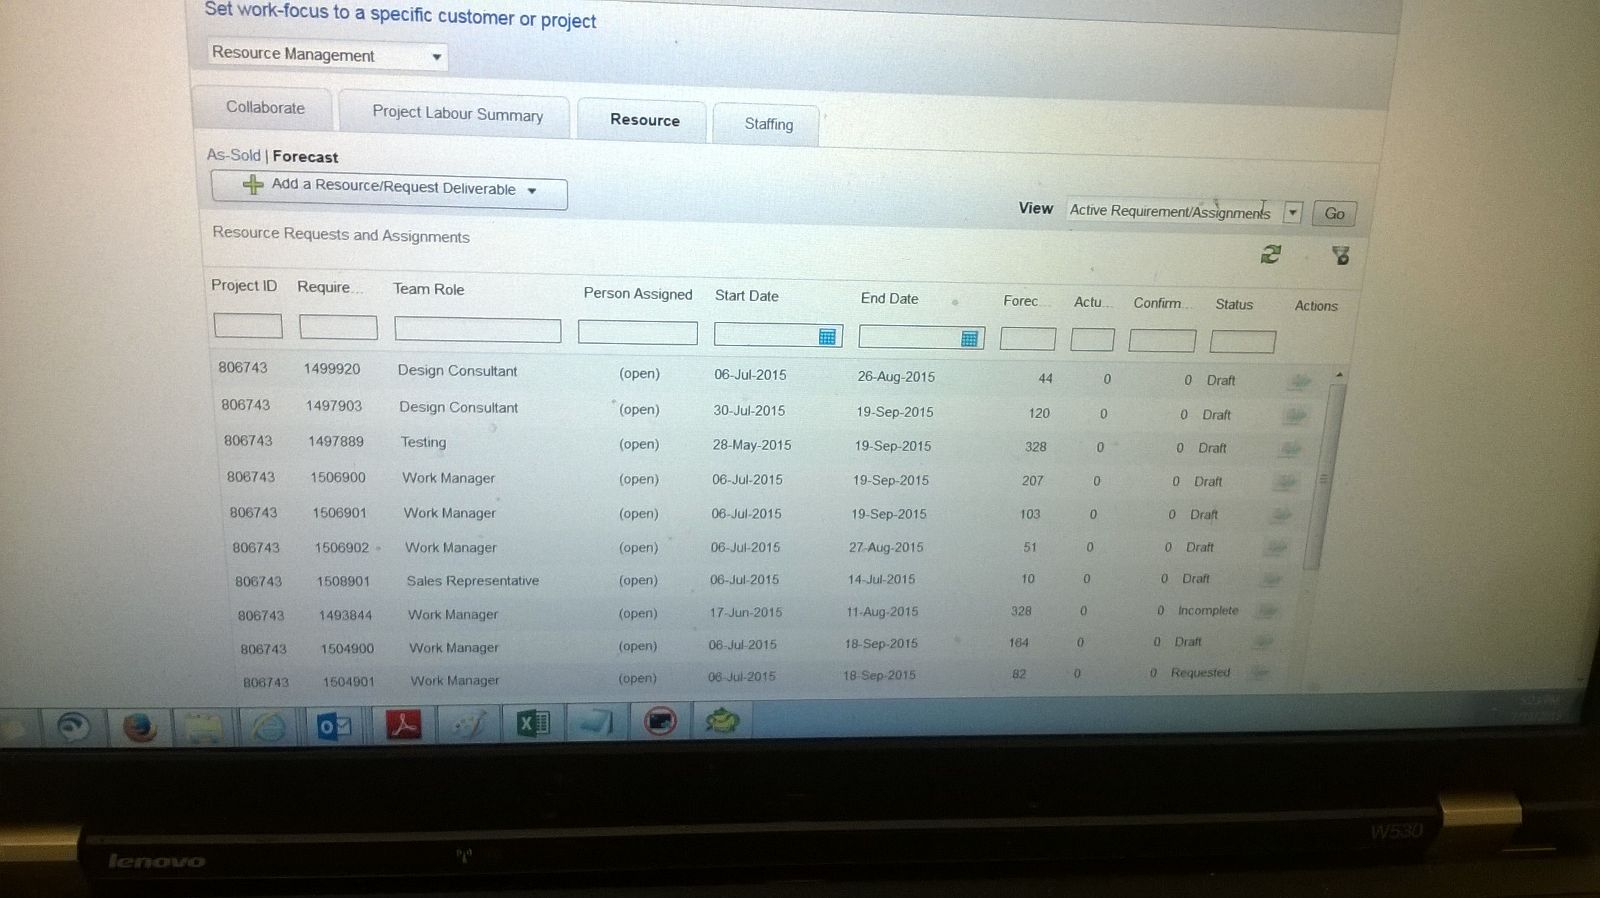 Set work-focus to a specific customer or project
Resource Management
Collaborate Project Labour Summary Resource Staffing
As-Sold | Forecast
Add a Resource/Request Deliverable
View Active Requirement/Assignments Go
Resource Requests and Assignments
Project ID Require... Team Role Person Assigned Start Date End Date Forec... Actu... Confirm... Status Actions
806743 1499920 Design Consultant (open) 06-Jul-2015 26-Aug-2015 44 0 0 Draft
806743 1497903 Design Consultant (open) 30-Jul-2015 19-Sep-2015 120 0 0 Draft
806743 1497889 Testing (open) 28-May-2015 19-Sep-2015 328 0 0 Draft
806743 1506900 Work Manager (open) 06-Jul-2015 19-Sep-2015 207 0 0 Draft
806743 1506901 Work Manager (open) 06-Jul-2015 19-Sep-2015 103 0 0 Draft
806743 1506902 Work Manager (open) 06-Jul-2015 27-Aug-2015 51 0 0 Draft
806743 1508901 Sales Representative (open) 06-Jul-2015 14-Jul-2015 10 0 0 Draft
806743 1493844 Work Manager (open) 17-Jun-2015 11-Aug-2015 328 0 0 Incomplete
806743 1504900 Work Manager (open) 06-Jul-2015 18-Sep-2015 164 0 0 Draft
806743 1504901 Work Manager (open) 06-Jul-2015 18-Sep-2015 82 0 0 Requested
lenovo
W530